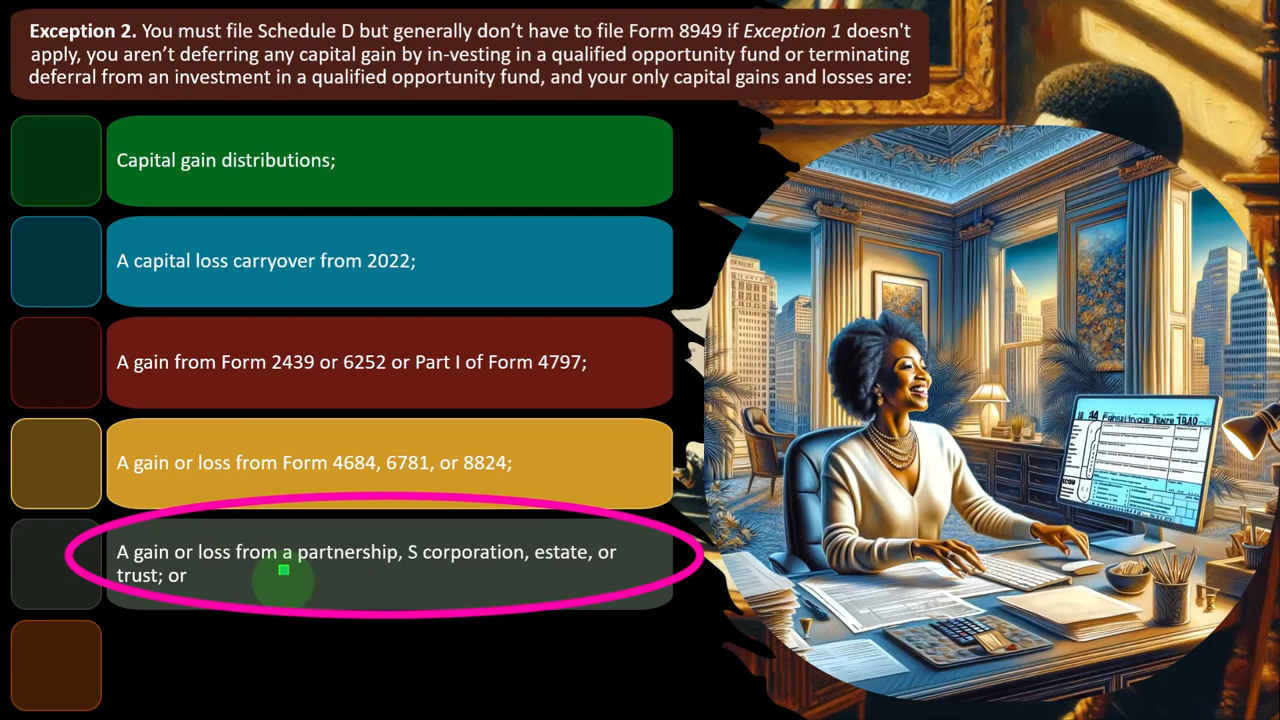 Exception 2. You must file Schedule D but generally don’t have to file Form 8949 if Exception 1 doesn't
apply, you aren’t deferring any capital gain by in-vesting in a qualified opportunity fund or terminating
deferral from an investment in a qualified opportunity fund, and your only capital gains and losses are:
Capital gain distributions;
A capital loss carryover from 2022;
A gain from Form 2439 or 6252 or Part I of Form 4797;
A gain or loss from Form 4684, 6781, or 8824;
A gain or loss from a partnership, S corporation, estate, or
trust; or